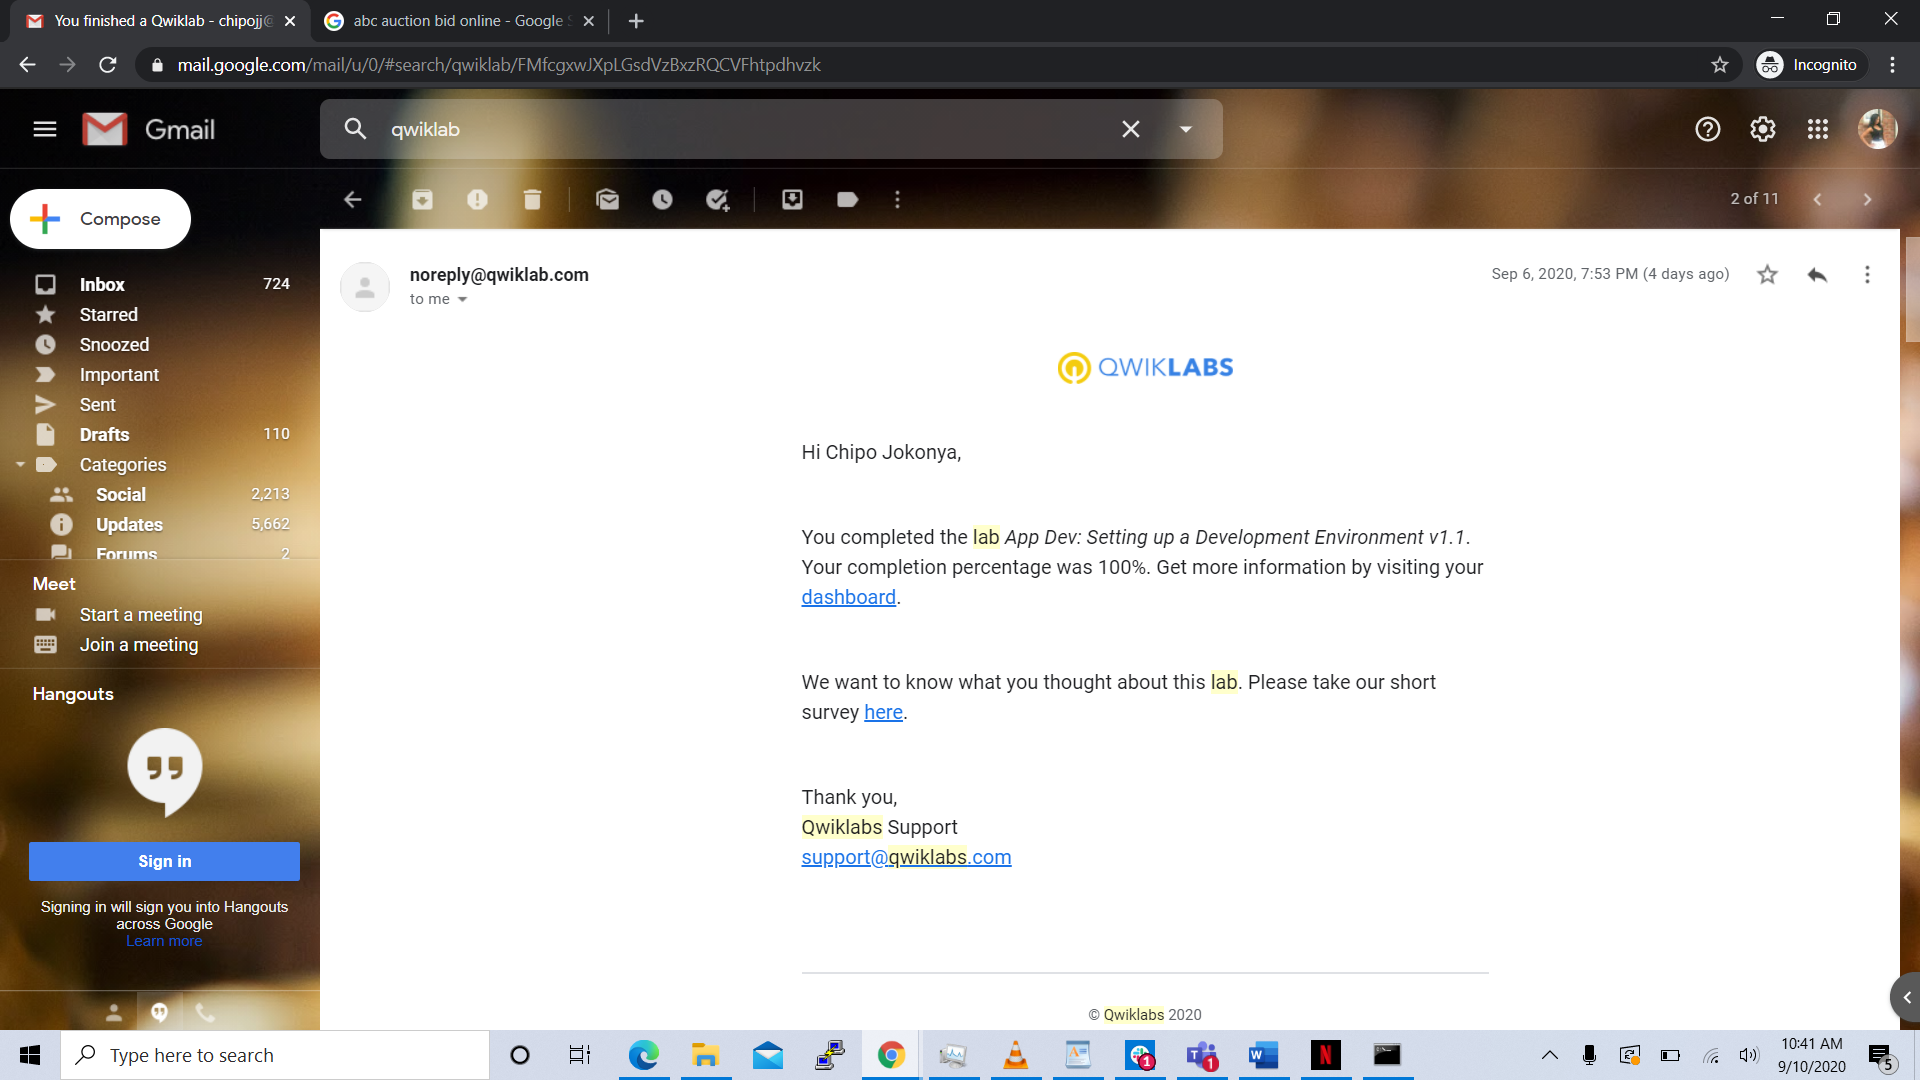 You finished a Qwiklab - chipojj@
abc auction bid online - Google S
mail.google.com/mail/u/0/#search/qwiklab/FMfcgxwJXpLGsdVzBxzRQCVFhtpdhvzk
Incognito
Gmail
qwiklab
Compose
2 of 11
Inbox 724
Starred
Snoozed
Important
Sent
Drafts 110
Categories
Social 2,213
Updates 5,662
Forums 2
Meet
Start a meeting
Join a meeting
Hangouts
Sign in
Signing in will sign you into Hangouts
across Google
Learn more
noreply@qwiklab.com
to me
Sep 6, 2020, 7:53 PM (4 days ago)
QWIKLABS
Hi Chipo Jokonya,
You completed the lab App Dev: Setting up a Development Environment v1.1.
Your completion percentage was 100%. Get more information by visiting your
dashboard.
We want to know what you thought about this lab. Please take our short
survey here.
Thank you,
Qwiklabs Support
support@qwiklabs.com
© Qwiklabs 2020
Type here to search
10:41 AM
9/10/2020